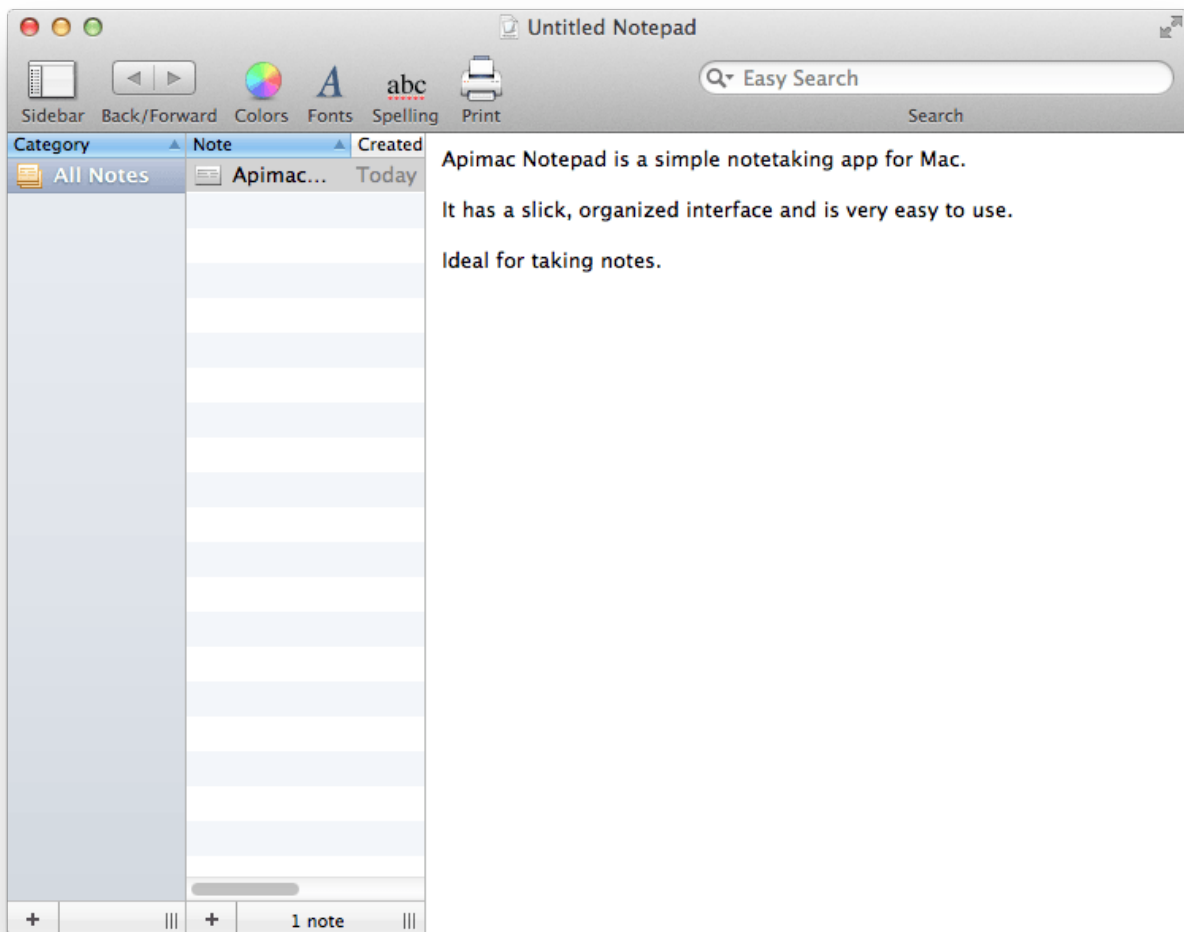 Untitled Notepad
abc
Easy Search
Sidebar Back/Forward Colors Fonts Spelling Print Search
Category Note Created
All Notes Apimac... Today
Apimac Notepad is a simple notetaking app for Mac.
It has a slick, organized interface and is very easy to use.
Ideal for taking notes.
1 note